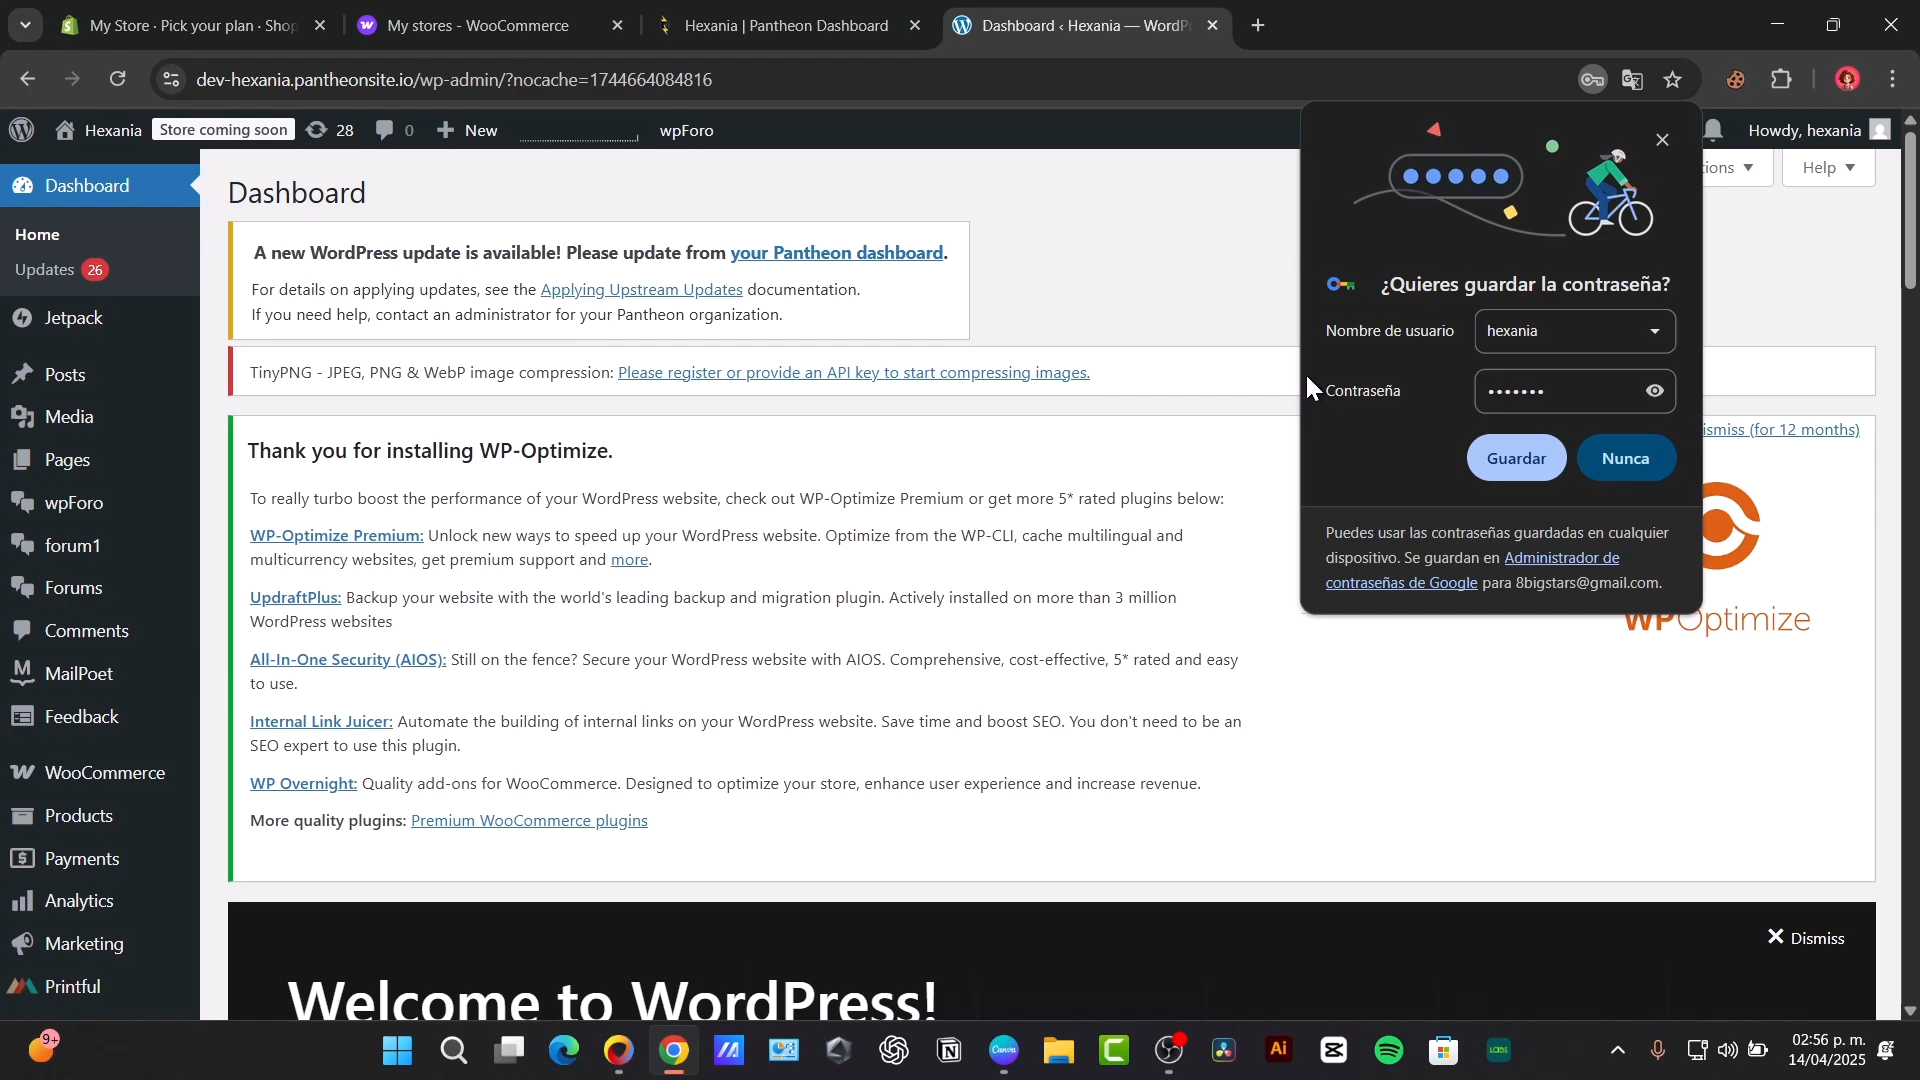 My Store · Pick your plan · Shop
My stores - WooCommerce
Hexania | Pantheon Dashboard
Dashboard ‹ Hexania — WordPr
dev-hexania.pantheonsite.io/wp-admin/?nocache=1744664084816
Hexania
Store coming soon
28
0
New
wpForo
Howdy, hexania
Dashboard
Home
Updates 26
Jetpack
Posts
Media
Pages
wpForo
forum1
Forums
Comments
MailPoet
Feedback
WooCommerce
Products
Payments
Analytics
Marketing
Printful
Dashboard
ions
Help
A new WordPress update is available! Please update from your Pantheon dashboard.
For details on applying updates, see the Applying Upstream Updates documentation.
If you need help, contact an administrator for your Pantheon organization.
TinyPNG - JPEG, PNG & WebP image compression: Please register or provide an API key to start compressing images.
Thank you for installing WP-Optimize.
ismiss (for 12 months)
To really turbo boost the performance of your WordPress website, check out WP-Optimize Premium or get more 5* rated plugins below:
WP-Optimize Premium: Unlock new ways to speed up your WordPress website. Optimize from the WP-CLI, cache multilingual and
multicurrency websites, get premium support and more.
UpdraftPlus: Backup your website with the world's leading backup and migration plugin. Actively installed on more than 3 million
WordPress websites
All-In-One Security (AIOS): Still on the fence? Secure your WordPress website with AIOS. Comprehensive, cost-effective, 5* rated and easy
to use.
Internal Link Juicer: Automate the building of internal links on your WordPress website. Save time and boost SEO. You don't need to be an
SEO expert to use this plugin.
WP Overnight: Quality add-ons for WooCommerce. Designed to optimize your store, enhance user experience and increase revenue.
More quality plugins: Premium WooCommerce plugins
WPOptimize
Dismiss
Welcome to WordPress!
¿Quieres guardar la contraseña?
Nombre de usuario
hexania
Contraseña
•••••••
Guardar
Nunca
Puedes usar las contraseñas guardadas en cualquier
dispositivo. Se guardan en Administrador de
contraseñas de Google para 8bigstars@gmail.com.
9+
Canva
Ai
02:56 p. m.
14/04/2025